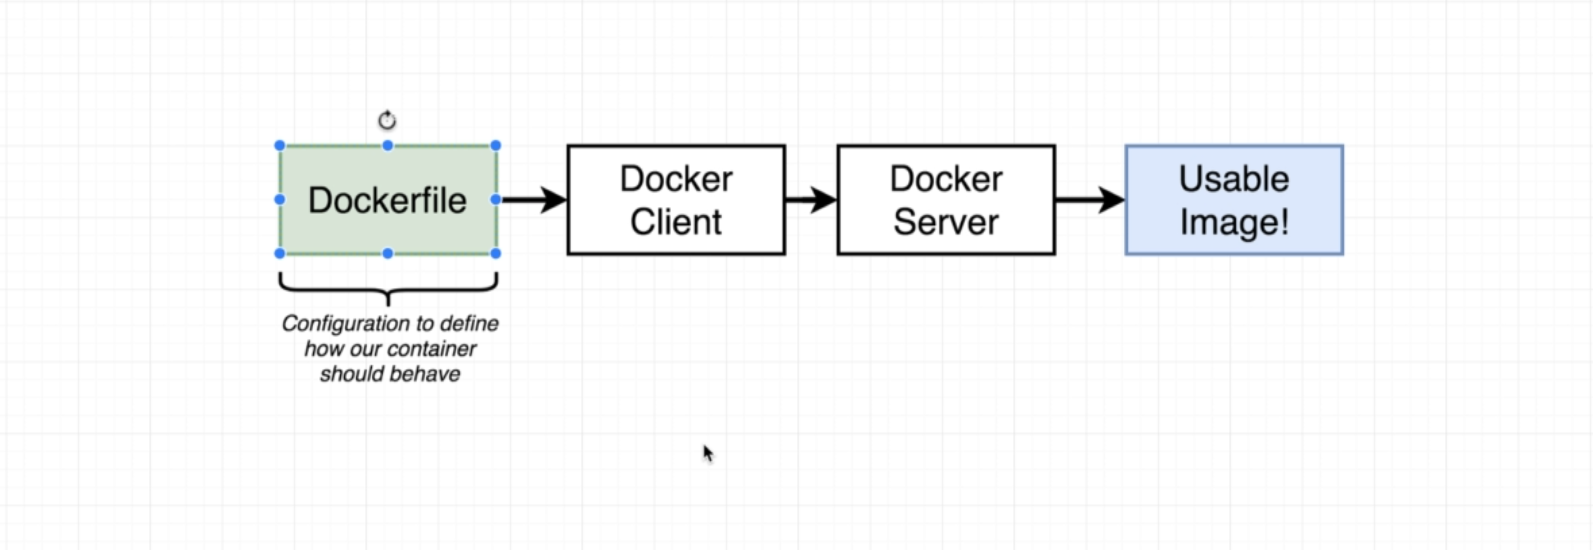 Dockerfile
Docker
Client
Docker
Server
Usable
Image!
Configuration to define
how our container
should behave